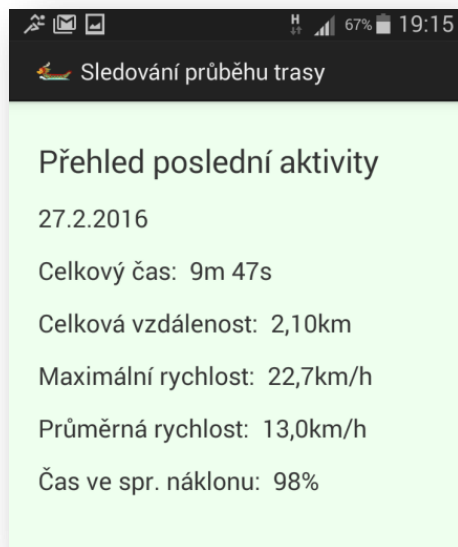 H 67% 19:15
Sledování průběhu trasy
Přehled poslední aktivity
27.2.2016
Celkový čas: 9m 47s
Celková vzdálenost: 2,10km
Maximální rychlost: 22,7km/h
Průměrná rychlost: 13,0km/h
Čas ve spr. náklonu: 98%